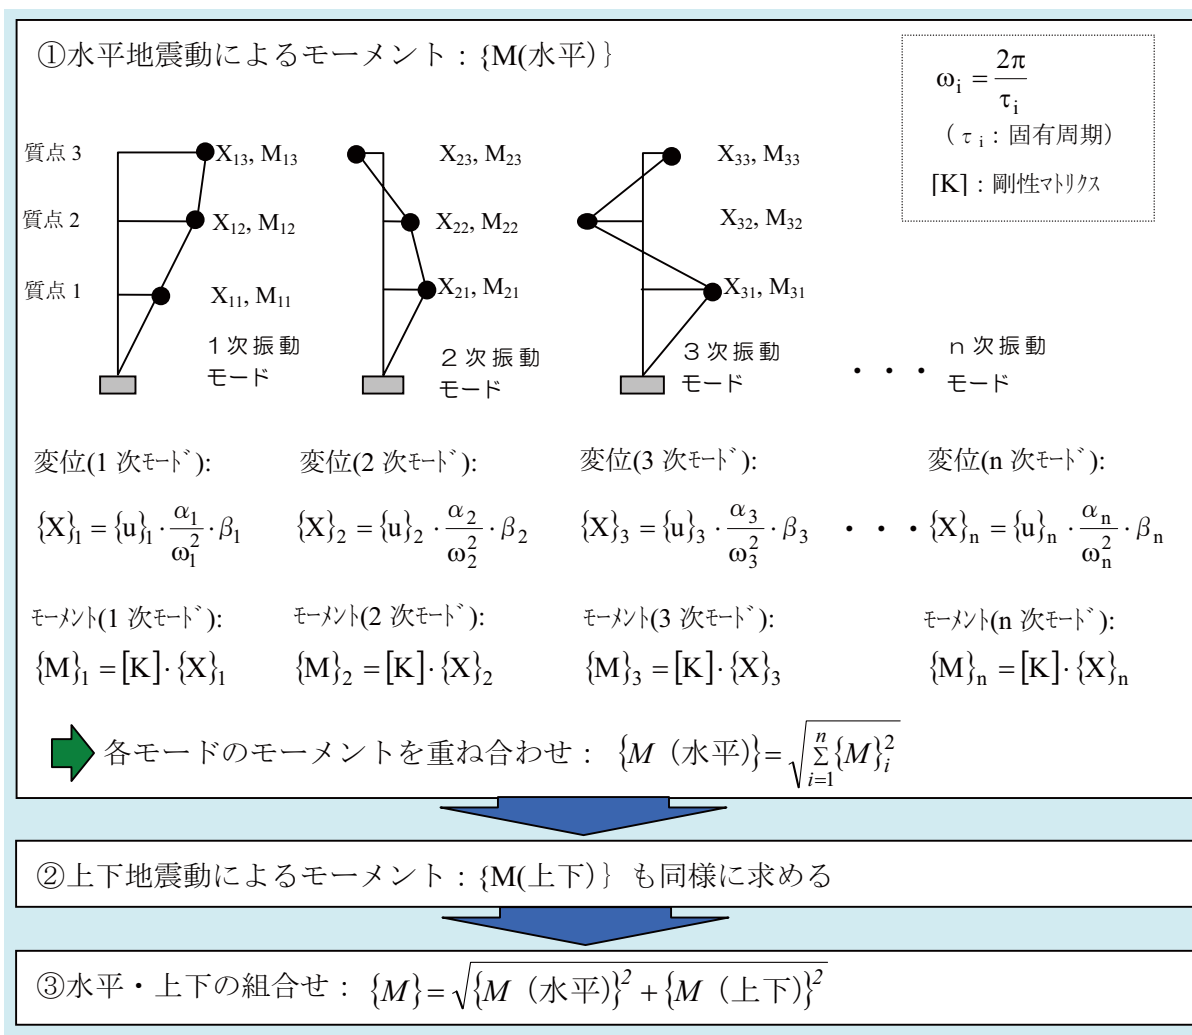 ①水平地震動によるモーメント：{M(水平)}
ω_i = 2π/τ_i
(τ_i：固有周期)
[K]：剛性ﾏﾄﾘｸｽ
質点 3
X₁₃, M₁₃
X₂₃, M₂₃
X₃₃, M₃₃
質点 2
X₁₂, M₁₂
X₂₂, M₂₂
X₃₂, M₃₂
質点 1
X₁₁, M₁₁
X₂₁, M₂₁
X₃₁, M₃₁
１次振動
モード
２次振動
モード
３次振動
モード
・・・
ｎ次振動
モード
変位(1 次ﾓｰﾄﾞ): 変位(2 次ﾓｰﾄﾞ): 変位(3 次ﾓｰﾄﾞ): 変位(n 次ﾓｰﾄﾞ):
{X}₁ = {u}₁ · α₁/ω₁² · β₁ {X}₂ = {u}₂ · α₂/ω₂² · β₂ {X}₃ = {u}₃ · α₃/ω₃² · β₃ ・・・ {X}ₙ = {u}ₙ · αₙ/ωₙ² · βₙ
ﾓｰﾒﾝﾄ(1 次ﾓｰﾄﾞ): ﾓｰﾒﾝﾄ(2 次ﾓｰﾄﾞ): ﾓｰﾒﾝﾄ(3 次ﾓｰﾄﾞ): ﾓｰﾒﾝﾄ(n 次ﾓｰﾄﾞ):
{M}₁ = [K]· {X}₁ {M}₂ = [K]· {X}₂ {M}₃ = [K]· {X}₃ {M}ₙ = [K]· {X}ₙ
各モードのモーメントを重ね合わせ： {M（水平）}= √(Σ_{i=1}^{n} {M}_i²)
②上下地震動によるモーメント：{M(上下)} も同様に求める
③水平・上下の組合せ： {M}= √({M（水平）}² + {M（上下）}²)